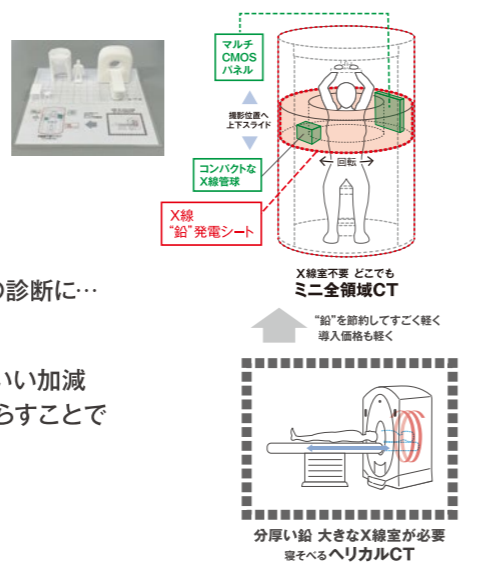 マルチ
CMOS
パネル
撮影位置へ
上下スライド
回転
コンパクトな
X線管球
X線
“鉛”発電シート
の診断に…
いい加減
らすことで
X線室不要 どこでも
ミニ全領域CT
“鉛”を節約してすごく軽く
導入価格も軽く
分厚い鉛 大きなX線室が必要
寝そべるヘリカルCT